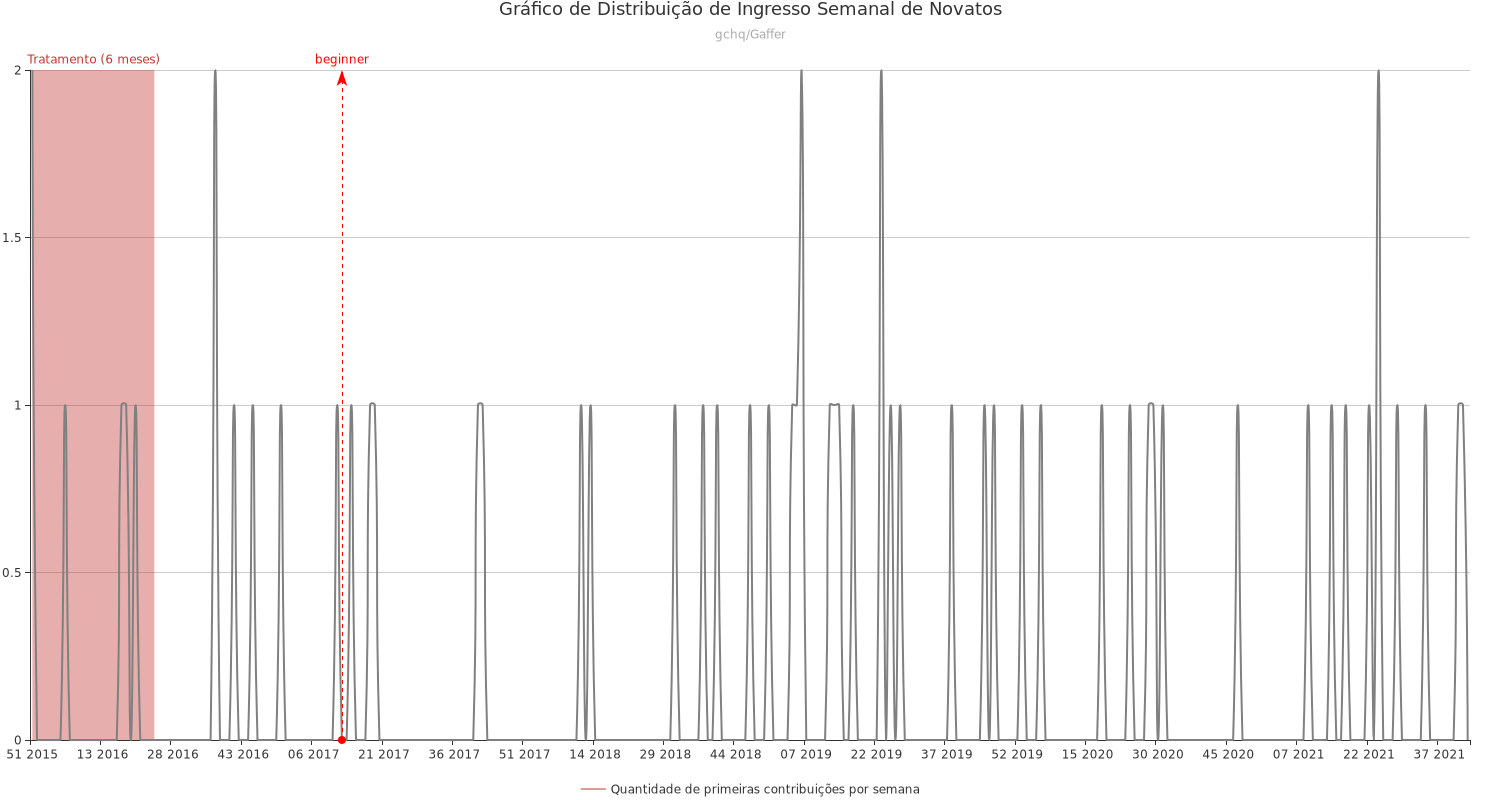 Gráfico de Distribuição de Ingresso Semanal de Novatos
gchq/Gaffer
Tratamento (6 meses)
beginner
2
1.5
1
0.5
0
51 2015 13 2016 28 2016 43 2016 06 2017 21 2017 36 2017 51 2017 14 2018 29 2018 44 2018 07 2019 22 2019 37 2019 52 2019 15 2020 30 2020 45 2020 07 2021 22 2021 37 2021
Quantidade de primeiras contribuições por semana